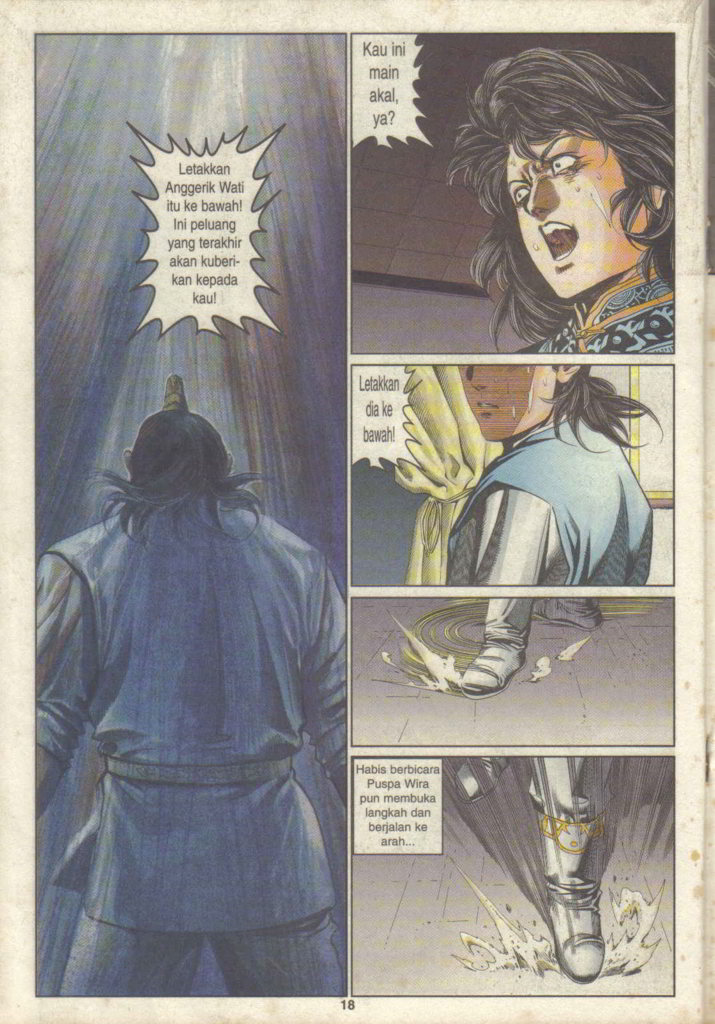 Letakkan
Anggerik Wati
itu ke bawah!
Ini peluang
yang terakhir
akan kuberi-
kan kepada
kau!
Kau ini
main
akal,
ya?
Letakkan
dia ke
bawah!
Habis berbicara
Puspa Wira
pun membuka
langkah dan
berjalan ke
arah...
18